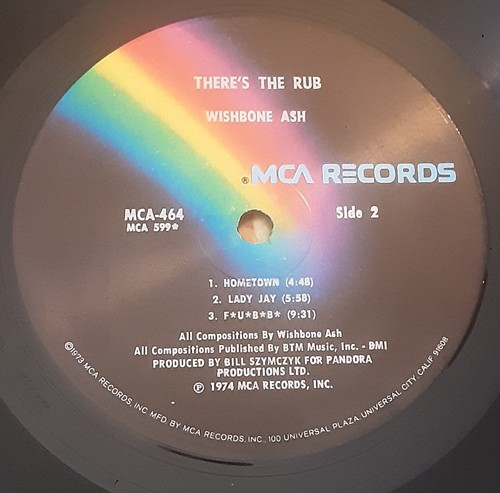 THERE'S THE RUB
WISHBONE ASH
®MCA RECORDS
MCA-464
MCA 599*
Side 2
1. HOMETOWN (4:48)
2. LADY JAY (5:58)
3. F*U*B*B* (9:31)
All Compositions By Wishbone Ash
All Compositions Published By BTM Music, Inc. - BMI
PRODUCED BY BILL SZYMCZYK FOR PANDORA
PRODUCTIONS LTD.
℗ 1974 MCA RECORDS, INC.
©1973 MCA RECORDS, INC. MFD. BY MCA RECORDS, INC., 100 UNIVERSAL PLAZA, UNIVERSAL CITY, CALIF. 91608